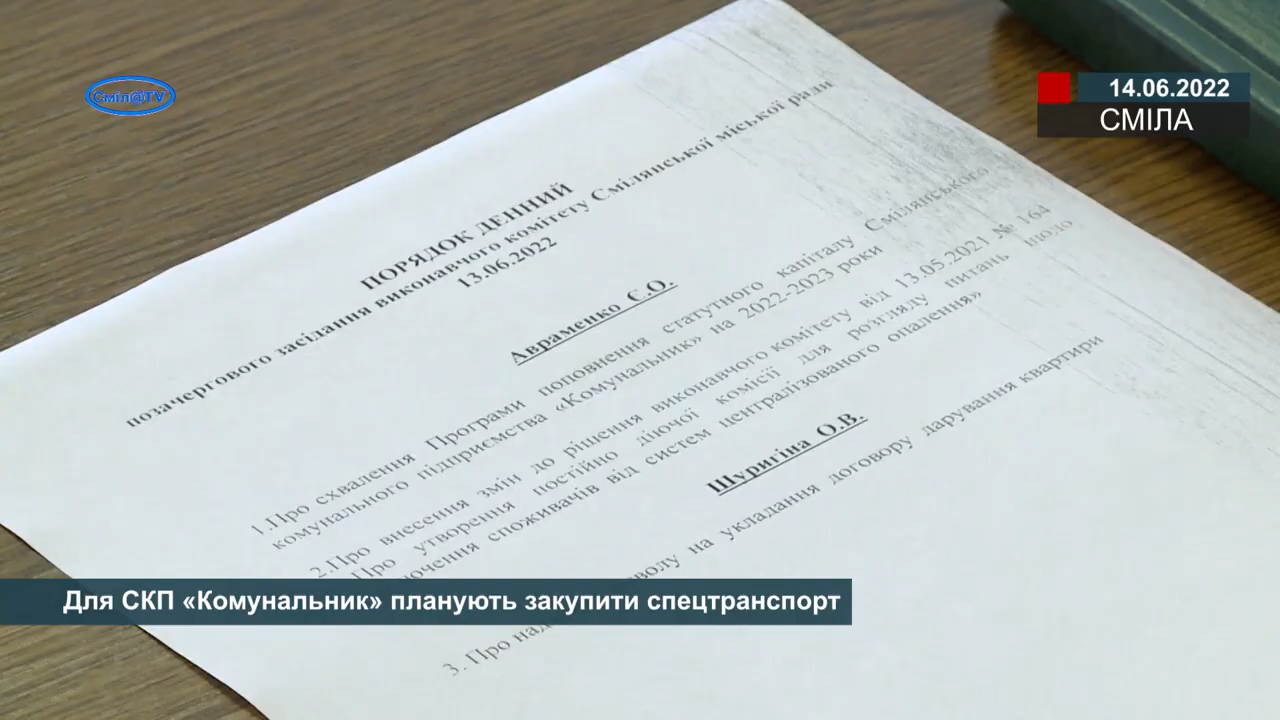 Сміл@TV
14.06.2022
СМІЛА
ПОРЯДОК ДЕННИЙ
позачергового засідання виконавчого комітету Смілянської міської ради
13.06.2022
Авраменко Є.О.
1.Про схвалення Програми поповнення статутного капіталу Смілянського
комунального підприємства «Комунальник» на 2022-2023 роки
2.Про внесення змін до рішення виконавчого комітету від 13.05.2021 № 164
Про утворення постійно діючої комісії для розгляду питань щодо
споживачів від систем централізованого опалення»
Шуригіна О.В.
3. Про на укладання договору дарування квартири
Для СКП «Комунальник» планують закупити спецтранспорт